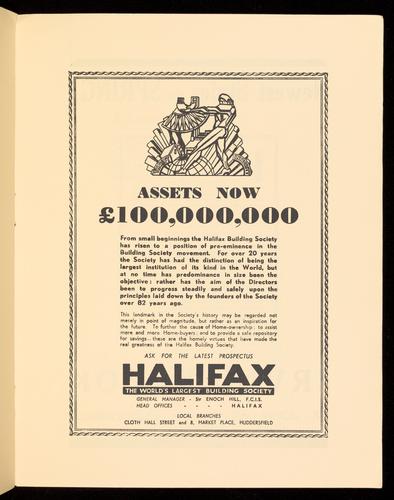 ASSETS NOW
£100,000,000
From small beginnings the Halifax Building Society
has risen to a position of pre-eminence in the
Building Society movement. For over 20 years
the Society has had the distinction of being the
largest institution of its kind in the World, but
at no time has predominance in size been the
objective: rather has the aim of the Directors
been to progress steadily and safely upon the
principles laid down by the founders of the Society
over 82 years ago.
This landmark in the Society's history may be regarded not
merely in point of magnitude, but rather as an inspiration for
the future. To further the cause of Home-ownership; to assist
more and more Home-buyers; and to provide a safe repository
for savings—these are the homely virtues that have made the
real greatness of the Halifax Building Society.
ASK FOR THE LATEST PROSPECTUS
HALIFAX
THE WORLD'S LARGEST BUILDING SOCIETY
GENERAL MANAGER - Sir ENOCH HILL, F.C.I.S.
HEAD OFFICES - - - - HALIFAX
LOCAL BRANCHES
CLOTH HALL STREET and 8, MARKET PLACE, HUDDERSFIELD